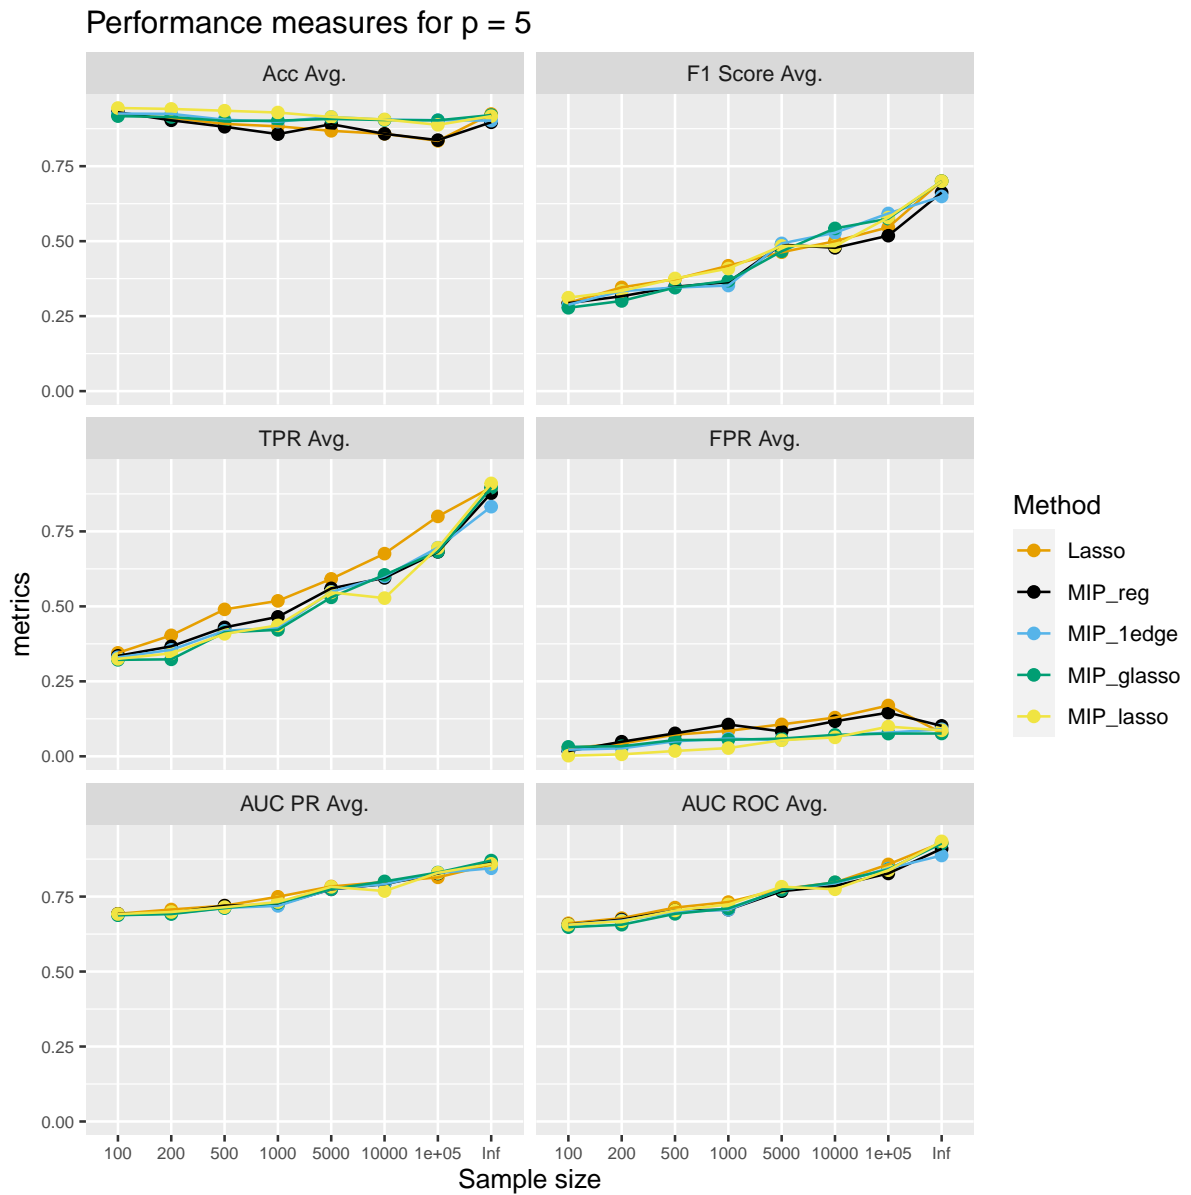 Performance measures for p = 5
Acc Avg.
F1 Score Avg.
0.75
0.50
0.25
0.00
TPR Avg.
FPR Avg.
0.75
0.50
0.25
0.00
AUC PR Avg.
AUC ROC Avg.
0.75
0.50
0.25
0.00
metrics
100 200 500 1000 5000 10000 1e+05 Inf
100 200 500 1000 5000 10000 1e+05 Inf
Sample size
Method
Lasso
MIP_reg
MIP_1edge
MIP_glasso
MIP_lasso